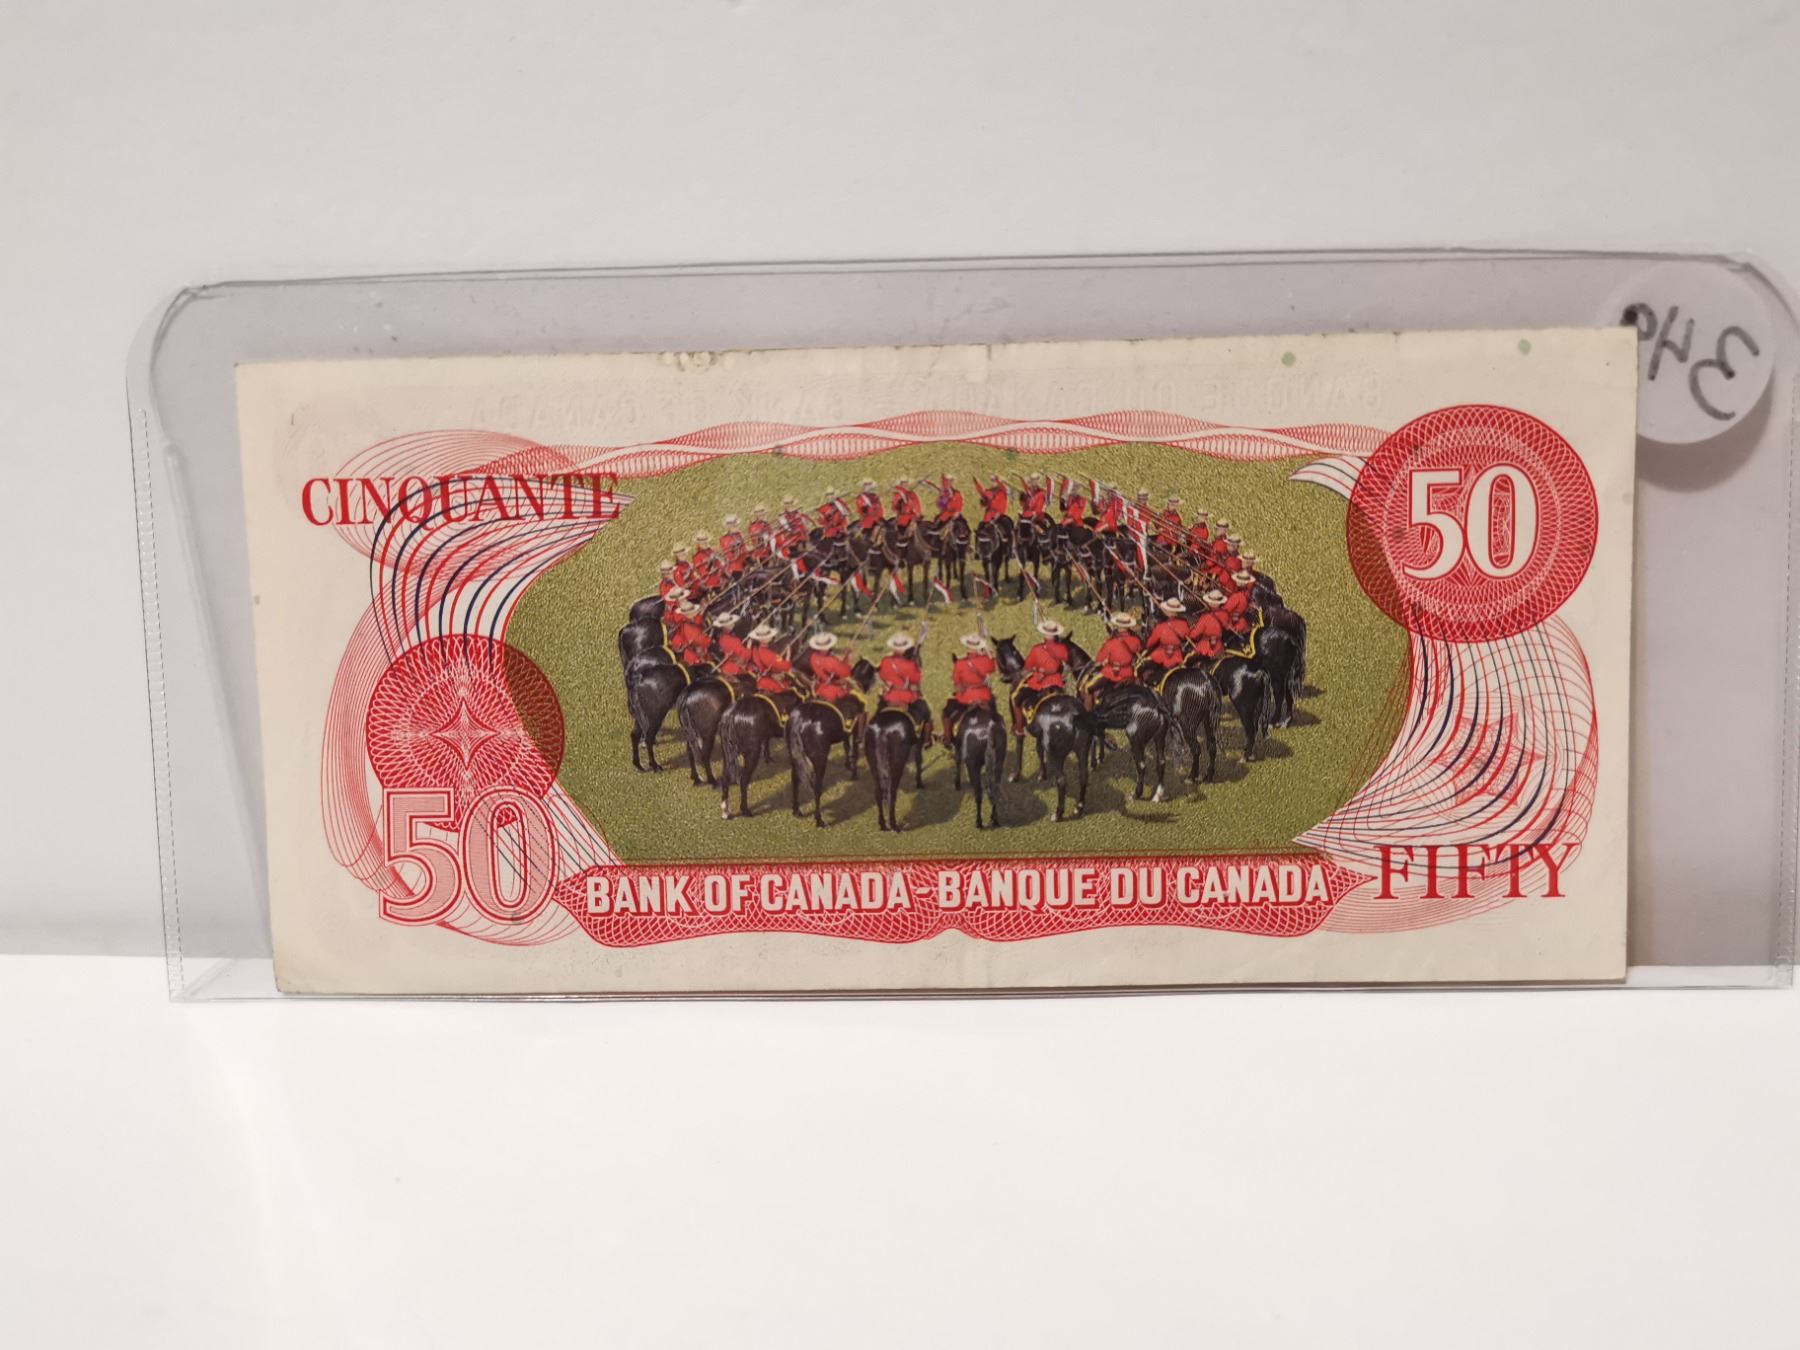 CINQUANTE
50
50
BANK OF CANADA-BANQUE DU CANADA
FIFTY